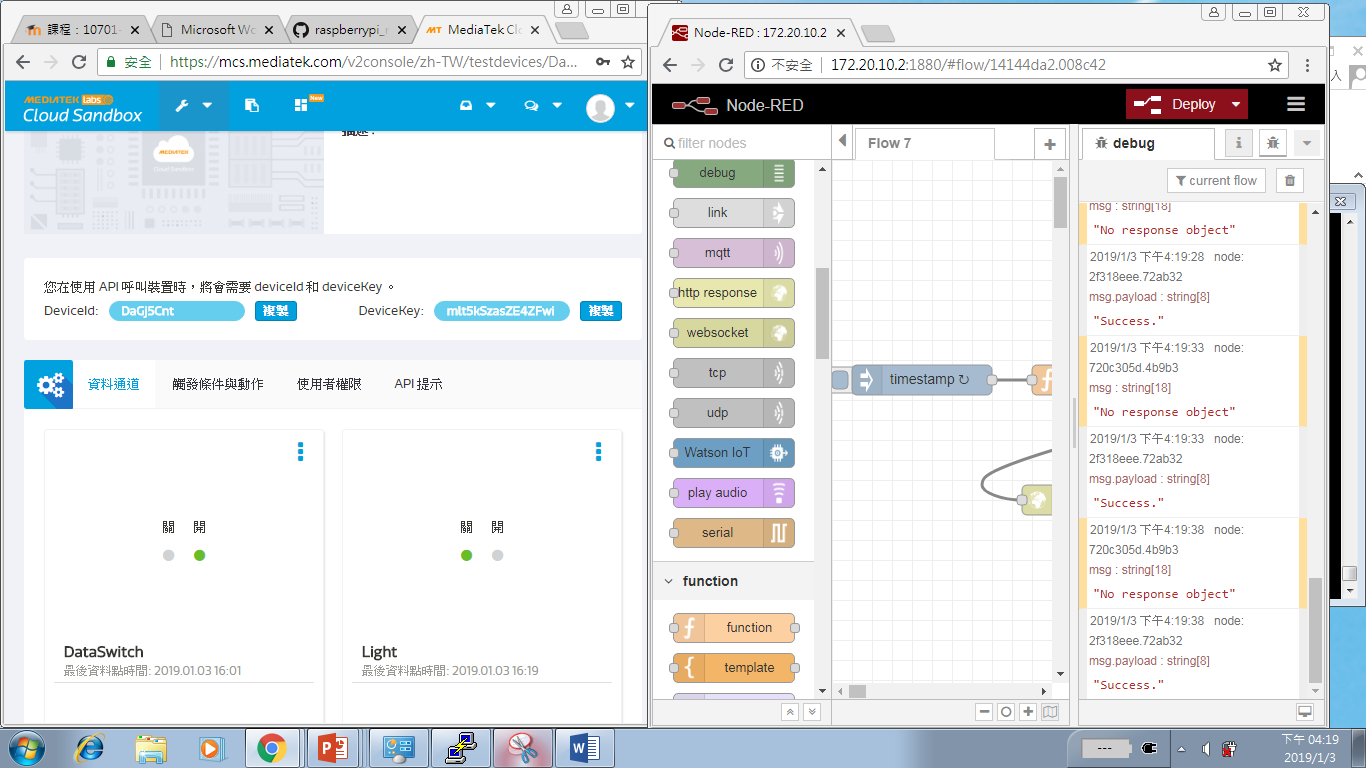 課程：10701-
Microsoft Wo
raspberrypi_r
MediaTek Clo
安全
https://mcs.mediatek.com/v2console/zh-TW/testdevices/Da...
MEDIATEK labs
Cloud Sandbox
New
MEDIATEK
Cloud Sandbox
您在使用 API 呼叫裝置時，將會需要 deviceId 和 deviceKey 。
DeviceId:
DaGj5Cnt
複製
DeviceKey:
mlt5kSzasZE4ZFwi
複製
資料通道
觸發條件與動作
使用者權限
API 提示
關 開
DataSwitch
最後資料點時間: 2019.01.03 16:01
關 開
Light
最後資料點時間: 2019.01.03 16:19
Node-RED : 172.20.10.2
不安全
172.20.10.2:1880/#flow/14144da2.008c42
Node-RED
Deploy
filter nodes
debug
link
mqtt
http response
websocket
tcp
udp
Watson IoT
play audio
serial
function
function
template
Flow 7
timestamp ↻
debug
current flow
msg : string[18]
"No response object"
2019/1/3 下午4:19:28 node:
2f318eee.72ab32
msg.payload : string[8]
"Success."
2019/1/3 下午4:19:33 node:
720c305d.4b9b3
msg : string[18]
"No response object"
2019/1/3 下午4:19:33 node:
2f318eee.72ab32
msg.payload : string[8]
"Success."
2019/1/3 下午4:19:38 node:
720c305d.4b9b3
msg : string[18]
"No response object"
2019/1/3 下午4:19:38 node:
2f318eee.72ab32
msg.payload : string[8]
"Success."
人
下午 04:19
2019/1/3